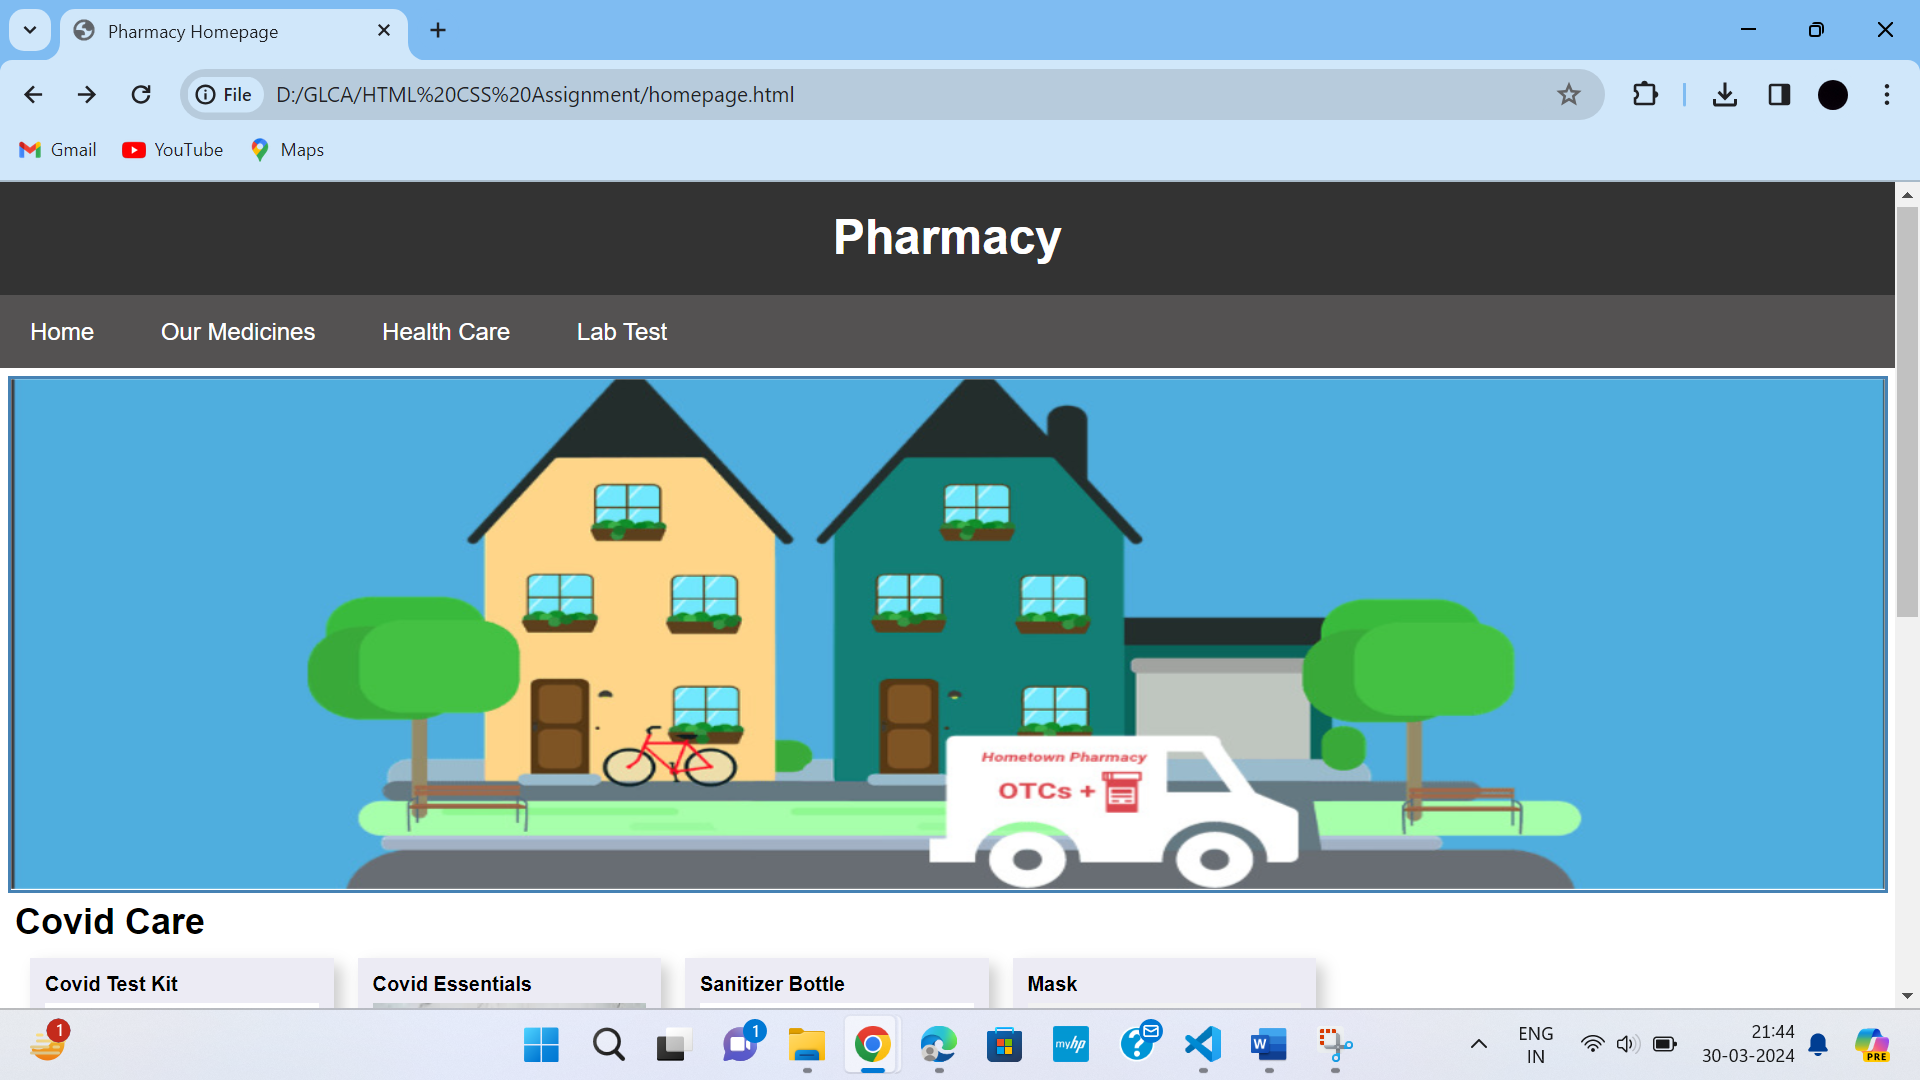 Pharmacy Homepage
File D:/GLCA/HTML%20CSS%20Assignment/homepage.html
Gmail YouTube Maps
Pharmacy
Home Our Medicines Health Care Lab Test
Hometown Pharmacy
OTCs +
Covid Care
Covid Test Kit Covid Essentials Sanitizer Bottle Mask
1 1 myhp W ENG 21:44
IN 30-03-2024 PRE